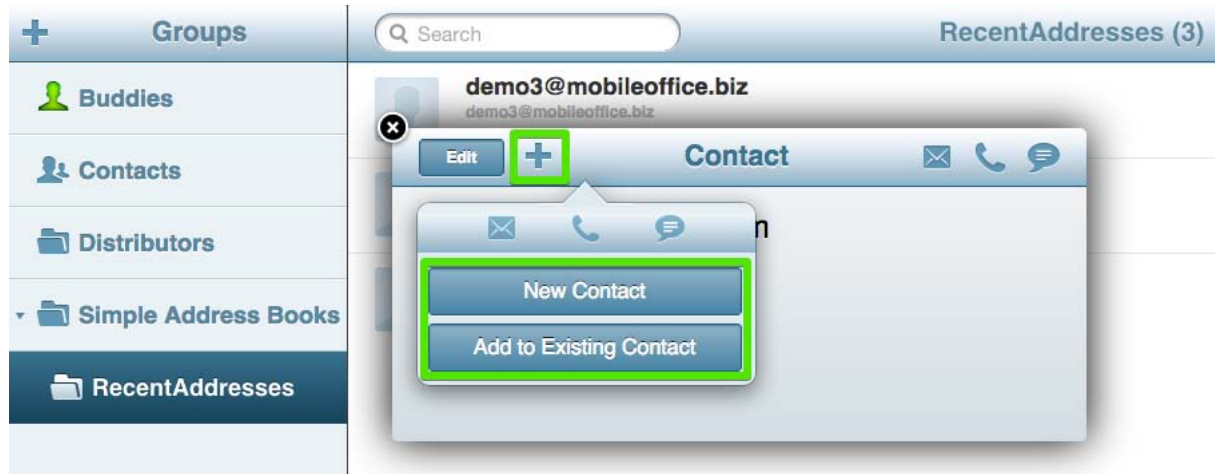 Groups
Search
RecentAddresses (3)
Buddies
Contacts
Distributors
Simple Address Books
RecentAddresses
demo3@mobileoffice.biz
demo3@mobileoffice.biz
Edit
Contact
New Contact
Add to Existing Contact